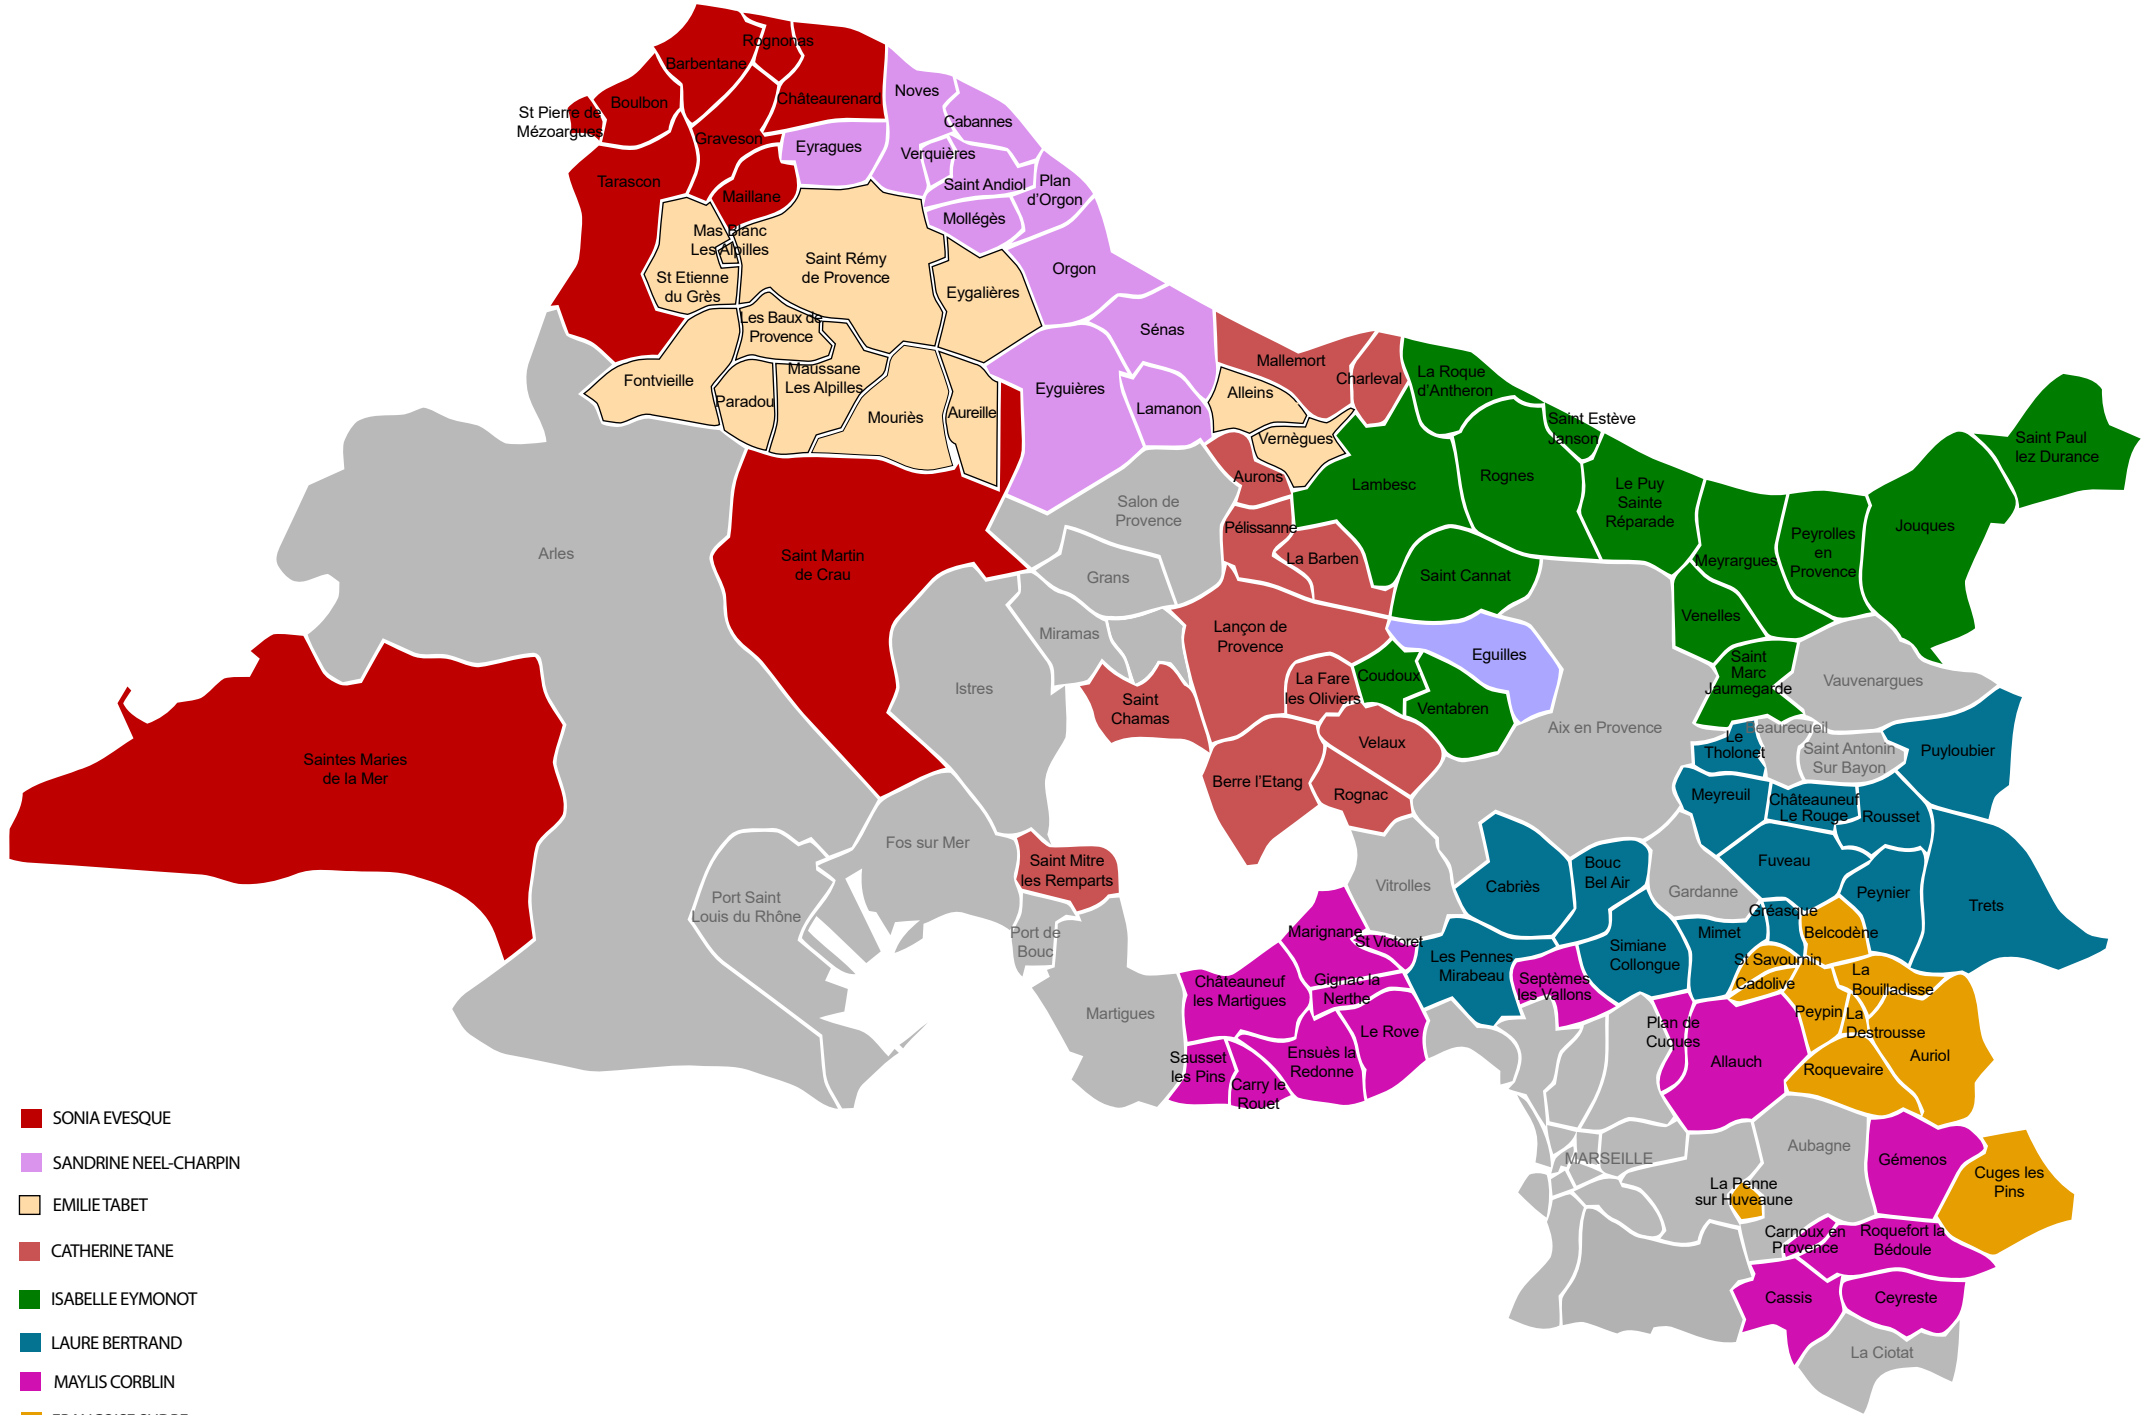 Rognonas
Barbentane
Châteaurenard
Boulbon
St Pierre de
Mézoargues
Graveson
Noves
Cabannes
Eyragues
Verquières
Tarascon
Maillane
Saint Andiol
Plan
d'Orgon
Mollégès
Mas Blanc
Les Alpilles
Saint Rémy
de Provence
St Etienne
du Grès
Eygalières
Orgon
Les Baux de
Provence
Sénas
Fontvieille
Paradou
Maussane
Les Alpilles
Mouriès
Aureille
Eyguières
Lamanon
Mallemort
Charleval
Alleins
Vernègues
La Roque
d'Antheron
Saint Estève
Janson
Saint Paul
lez Durance
Aurons
Lambesc
Rognes
Le Puy
Sainte
Réparade
Salon de
Provence
Pélissanne
La Barben
Meyrargues
Peyrolles
en
Provence
Jouques
Arles
Saint Martin
de Crau
Grans
Saint Cannat
Venelles
Miramas
Lançon de
Provence
Eguilles
Saint
Marc
Jaumegarde
Vauvenargues
Istres
Saint
Chamas
La Fare
les Oliviers
Coudoux
Ventabren
Aix en Provence
Velaux
Le
Tholonet
Beaurecueil
Saint Antonin
Sur Bayon
Puyloubier
Saintes Maries
de la Mer
Berre l'Etang
Rognac
Meyreuil
Châteauneuf
Le Rouge
Rousset
Fos sur Mer
Saint Mitre
les Remparts
Vitrolles
Cabriès
Bouc
Bel Air
Gardanne
Fuveau
Peynier
Trets
Port Saint
Louis du Rhône
Gréasque
Port de
Bouc
Marignane
St Victoret
Les Pennes
Mirabeau
Simiane
Collongue
Mimet
Belcodène
St Savournin
Cadolive
La
Bouilladisse
Châteauneuf
les Martigues
Gignac la
Nerthe
Septèmes
les Vallons
Martigues
Le Rove
Plan de
Cuques
Allauch
Peypin
La
Destrousse
Auriol
Sausset
les Pins
Carry le
Rouet
Ensuès la
Redonne
Roquevaire
MARSEILLE
Aubagne
Gémenos
Cuges les
Pins
La Penne
sur Huveaune
Carnoux en
Provence
Roquefort la
Bédoule
Cassis
Ceyreste
La Ciotat
SONIA EVESQUE
SANDRINE NEEL-CHARPIN
EMILIE TABET
CATHERINE TANE
ISABELLE EYMONOT
LAURE BERTRAND
MAYLIS CORBLIN